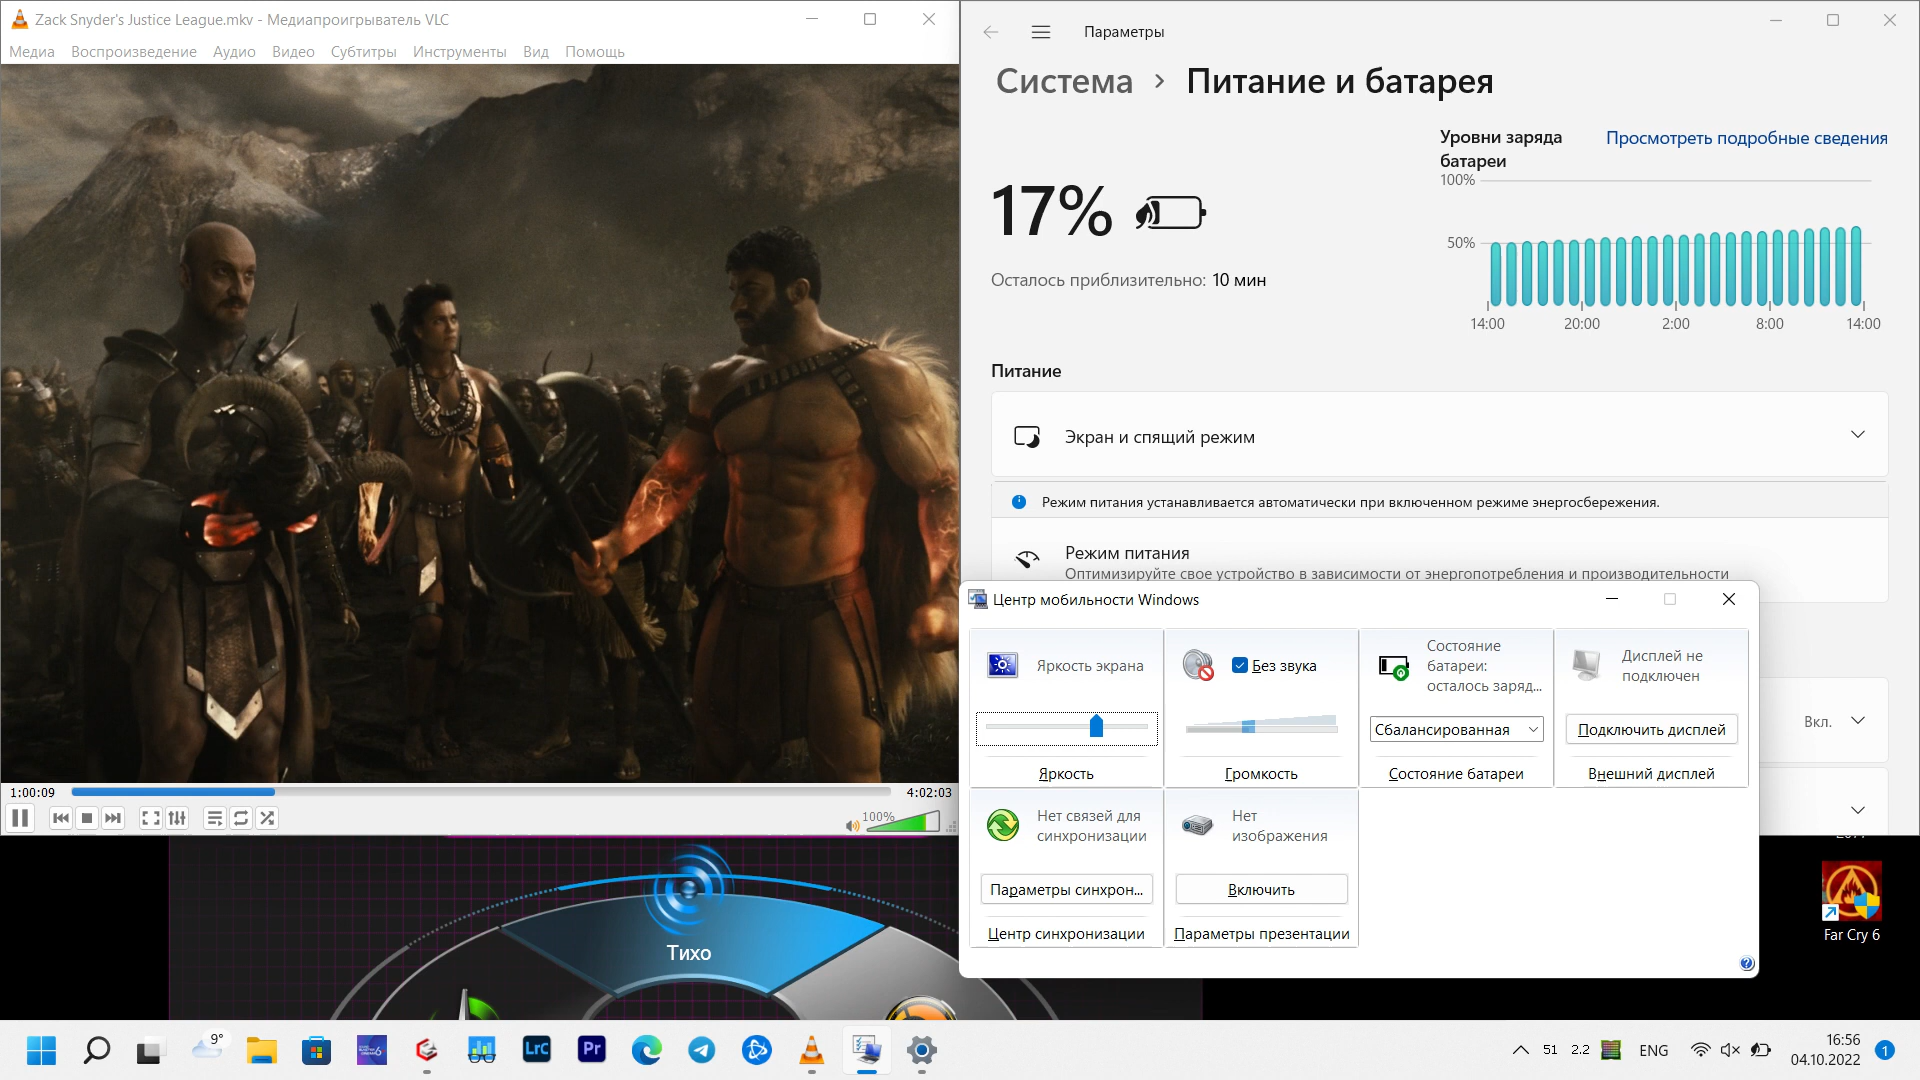 Zack Snyder's Justice League.mkv - Медиапроигрыватель VLC
Медиа Воспроизведение Аудио Видео Субтитры Инструменты Вид Помощь
1:00:09
4:02:03
100%
Параметры
Система > Питание и батарея
17%
Осталось приблизительно: 10 мин
Уровни заряда
батареи
Просмотреть подробные сведения
100%
50%
14:00 20:00 2:00 8:00 14:00
Питание
Экран и спящий режим
Режим питания устанавливается автоматически при включенном режиме энергосбережения.
Режим питания
Оптимизируйте свое устройство в зависимости от энергопотребления и производительности
Вкл.
Центр мобильности Windows
Яркость экрана
Яркость
Без звука
Громкость
Состояние
батареи:
осталось заряд...
Сбалансированная
Состояние батареи
Дисплей не
подключен
Подключить дисплей
Внешний дисплей
Нет связей для
синхронизации
Параметры синхрон...
Центр синхронизации
Нет
изображения
Включить
Параметры презентации
Тихо
Far Cry 6
9°
LrC
Pr
51 2.2
ENG
16:56
04.10.2022
1